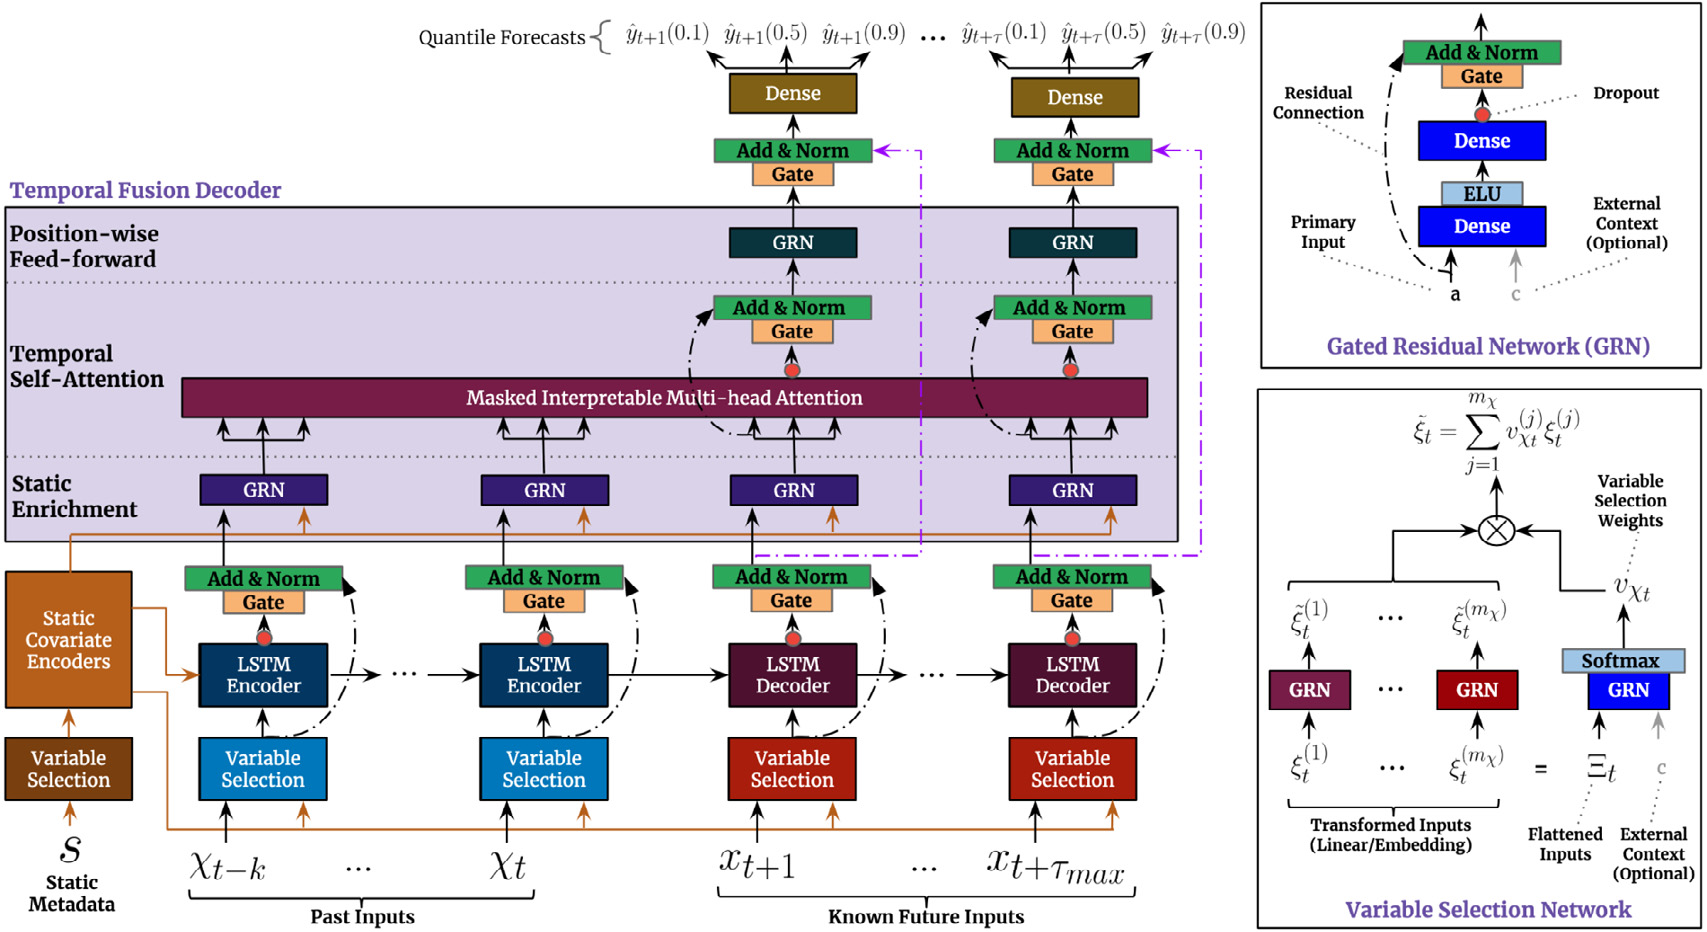 Quantile Forecasts { ŷt+1(0.1) ŷt+1(0.5) ŷt+1(0.9) ... ŷt+τ(0.1) ŷt+τ(0.5) ŷt+τ(0.9)
Dense Dense
Add & Norm Add & Norm
Gate Gate
Temporal Fusion Decoder
Position-wise
Feed-forward
GRN GRN
Add & Norm Add & Norm
Gate Gate
Temporal
Self-Attention
Masked Interpretable Multi-head Attention
Static
Enrichment
GRN GRN GRN GRN
Add & Norm Add & Norm Add & Norm Add & Norm
Gate Gate Gate Gate
Static
Covariate
Encoders
LSTM
Encoder
...
LSTM
Encoder
LSTM
Decoder
...
LSTM
Decoder
Variable
Selection
Variable
Selection
Variable
Selection
Variable
Selection
Variable
Selection
s
Static
Metadata
χt−k ... χt xt+1 ... xt+τmax
Past Inputs Known Future Inputs
Add & Norm
Gate
Residual
Connection
Dropout
Dense
ELU
Dense
Primary
Input
External
Context
(Optional)
a c
Gated Residual Network (GRN)
ξ̃t = ∑ j=1 mχ vχt(j) ξt(j)
Variable
Selection
Weights
vχt
ξ̃t(1) ... ξ̃t(mχ)
Softmax
GRN ... GRN GRN
ξt(1) ... ξt(mχ) = Ξt c
Transformed Inputs
(Linear/Embedding)
Flattened
Inputs
External
Context
(Optional)
Variable Selection Network